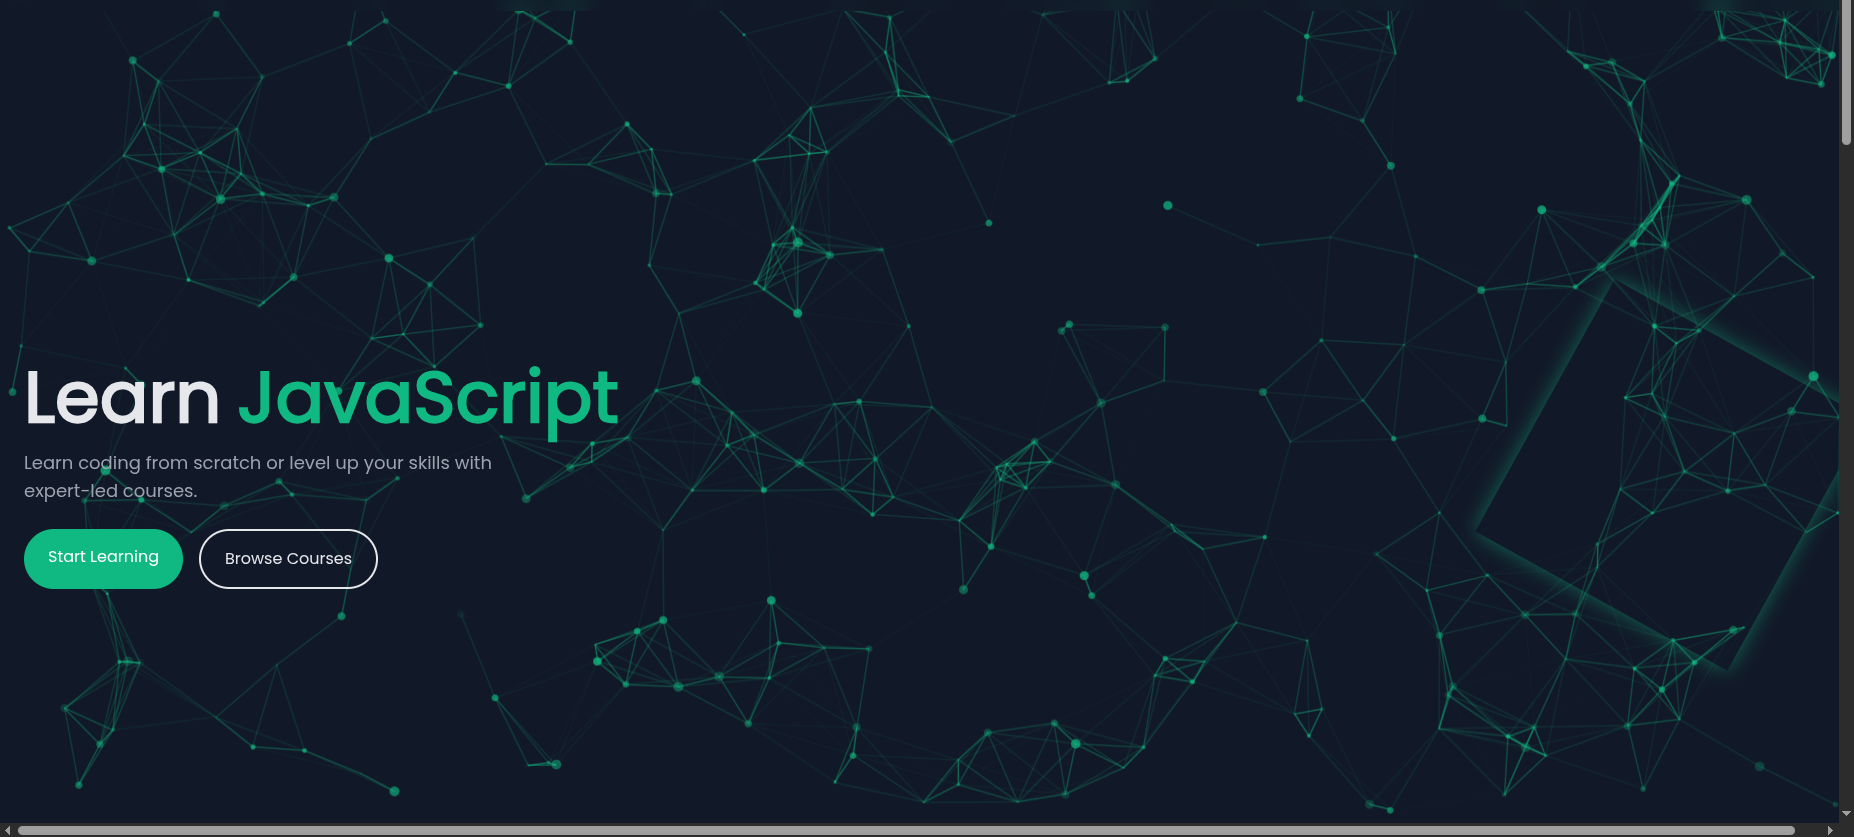 Learn JavaScript
Learn coding from scratch or level up your skills with
expert-led courses.
Start Learning
Browse Courses